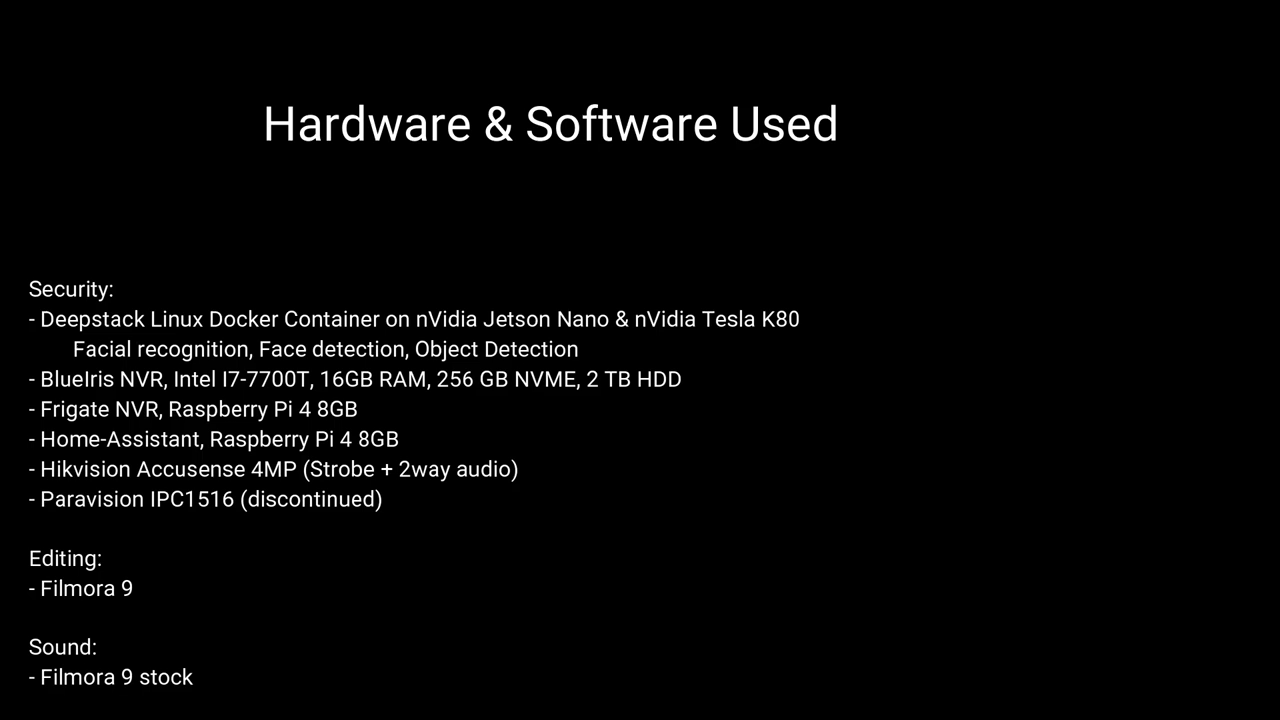 Hardware & Software Used
Security:
- Deepstack Linux Docker Container on nVidia Jetson Nano & nVidia Tesla K80
Facial recognition, Face detection, Object Detection
- BlueIris NVR, Intel I7-7700T, 16GB RAM, 256 GB NVME, 2 TB HDD
- Frigate NVR, Raspberry Pi 4 8GB
- Home-Assistant, Raspberry Pi 4 8GB
- Hikvision Accusense 4MP (Strobe + 2way audio)
- Paravision IPC1516 (discontinued)
Editing:
- Filmora 9
Sound:
- Filmora 9 stock